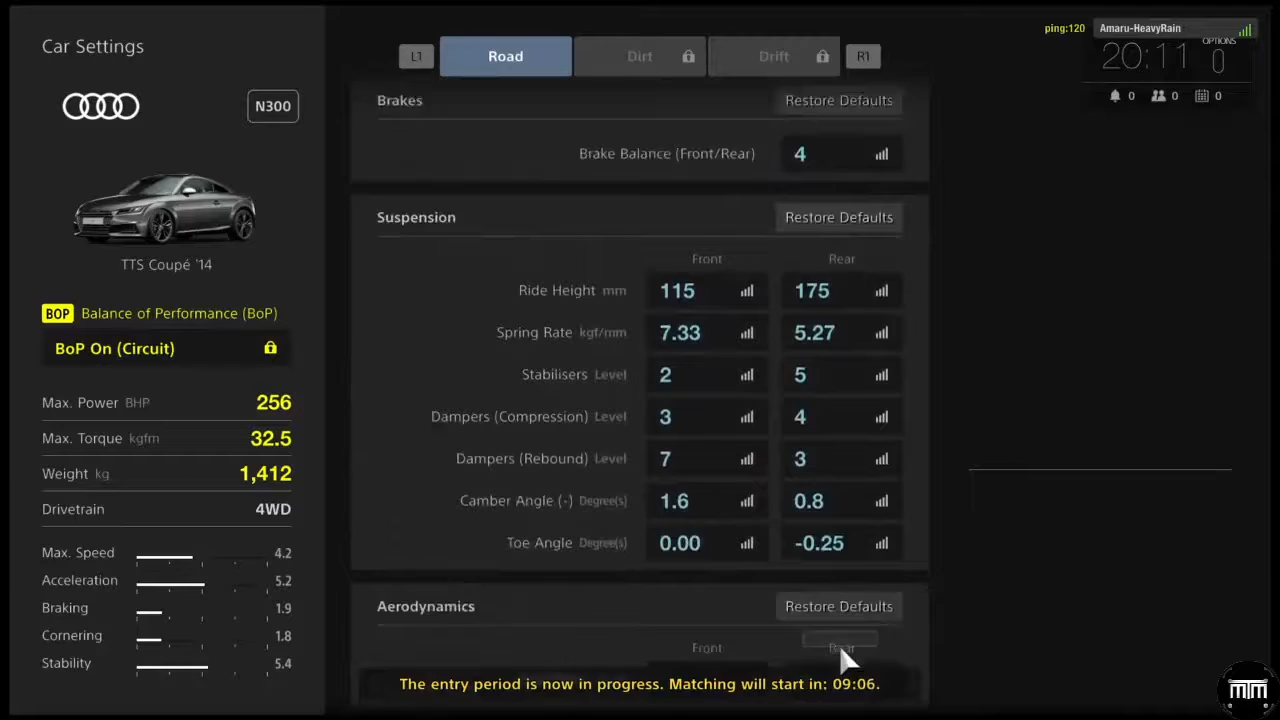 Car Settings
N300
TTS Coupé '14
BOP Balance of Performance (BoP)
BoP On (Circuit)
Max. Power BHP 256
Max. Torque kgfm 32.5
Weight kg 1,412
Drivetrain 4WD
Max. Speed 4.2
Acceleration 5.2
Braking 1.9
Cornering 1.8
Stability 5.4
L1 Road Dirt Drift R1
Brakes Restore Defaults
Brake Balance (Front/Rear) 4
Suspension Restore Defaults
Front Rear
Ride Height mm 115 175
Spring Rate kgf/mm 7.33 5.27
Stabilisers Level 2 5
Dampers (Compression) Level 3 4
Dampers (Rebound) Level 7 3
Camber Angle (-) Degree(s) 1.6 0.8
Toe Angle Degree(s) 0.00 -0.25
Aerodynamics Restore Defaults
Front Rear
The entry period is now in progress. Matching will start in: 09:06.
ping:120 Amaru-HeavyRain
20:11 OPTIONS
0 0 0
MTM